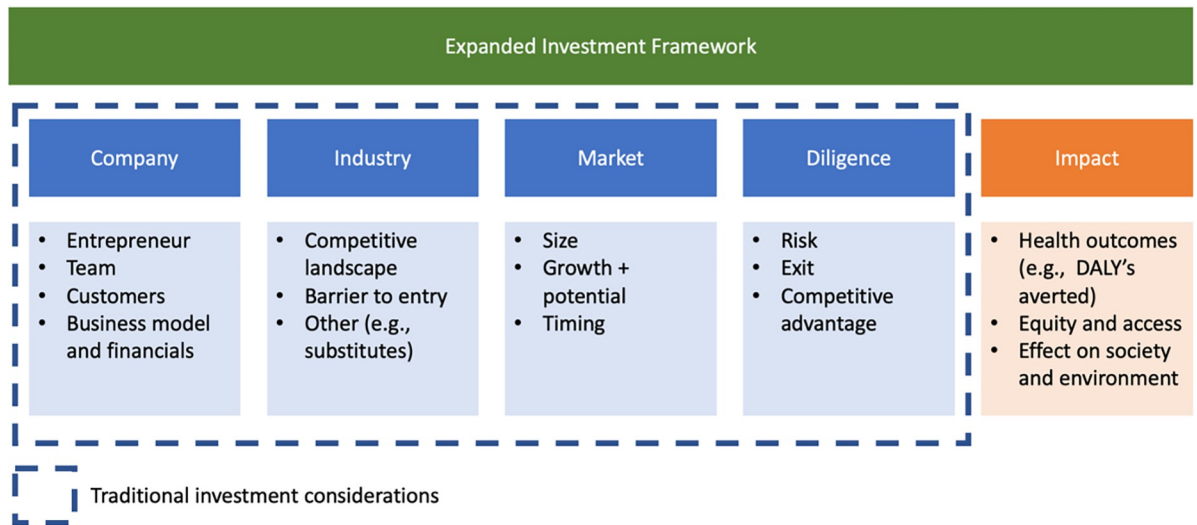 Expanded Investment Framework
Company
• Entrepreneur
• Team
• Customers
• Business model
and financials
Industry
• Competitive
landscape
• Barrier to entry
• Other (e.g.,
substitutes)
Market
• Size
• Growth +
potential
• Timing
Diligence
• Risk
• Exit
• Competitive
advantage
Impact
• Health outcomes
(e.g., DALY's
averted)
• Equity and access
• Effect on society
and environment
Traditional investment considerations